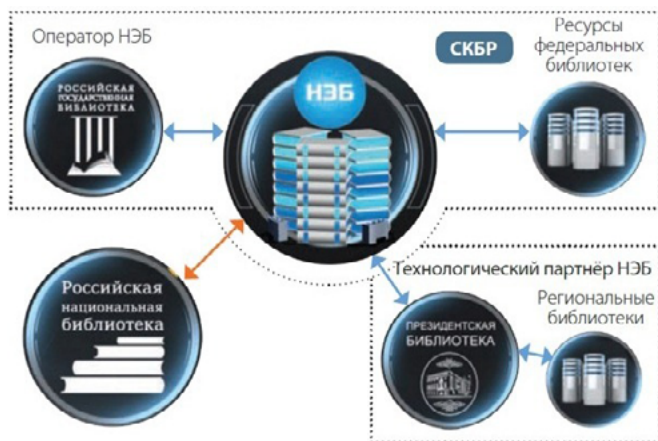 Оператор НЭБ
РОССИЙСКАЯ
ГОСУДАРСТВЕННАЯ
БИБЛИОТЕКА
НЭБ
СКБР
Ресурсы
федеральных
библиотек
Российская
национальная
библиотека
Технологический партнёр НЭБ
ПРЕЗИДЕНТСКАЯ
БИБЛИОТЕКА
Региональные
библиотеки